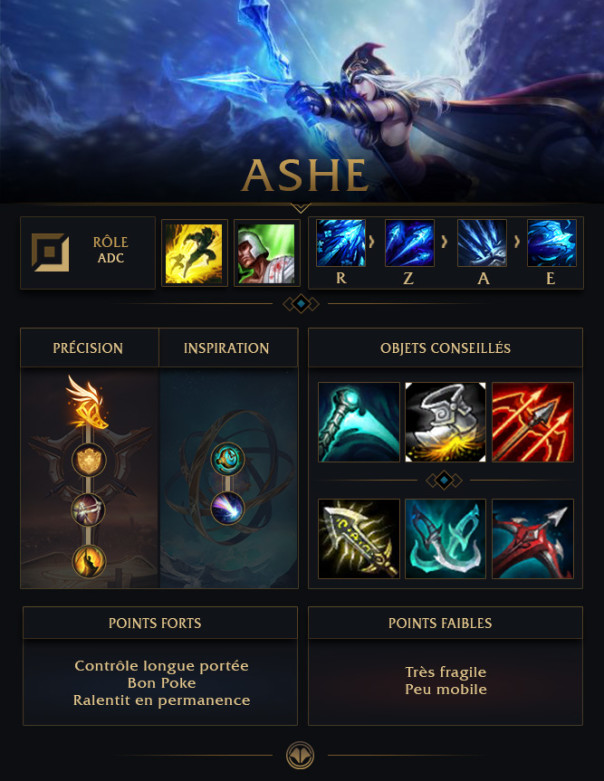 ASHE
RÔLE
ADC
R
Z
A
E
PRÉCISION
INSPIRATION
OBJETS CONSEILLÉS
POINTS FORTS
Contrôle longue portée
Bon Poke
Ralentit en permanence
POINTS FAIBLES
Très fragile
Peu mobile